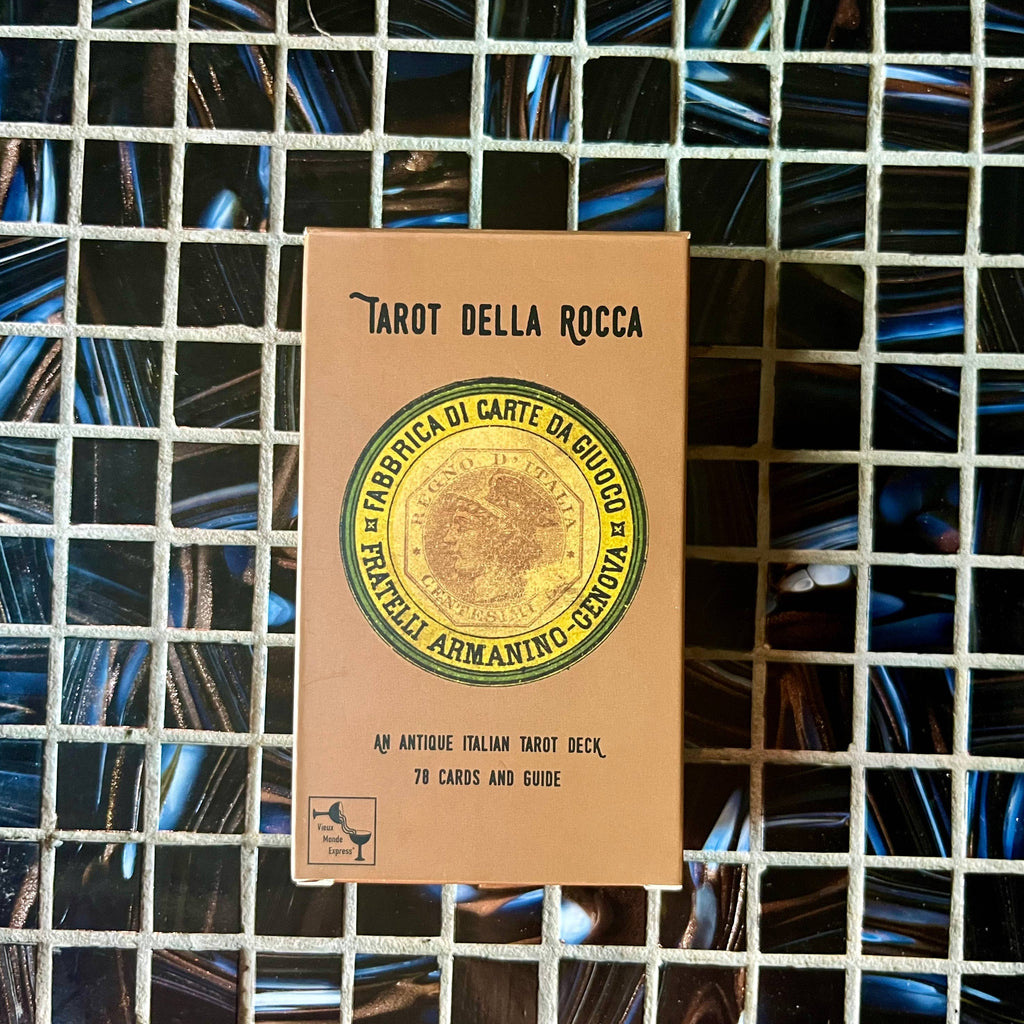 TAROT DELLA ROCCA
FABBRICA DI CARTE DA GIUOCO
FRATELLI ARMANINO-GENOVA
REGNO D'ITALIA
CENTESIMI
AN ANTIQUE ITALIAN TAROT DECK
78 CARDS AND GUIDE
Vieux
Monde
Express